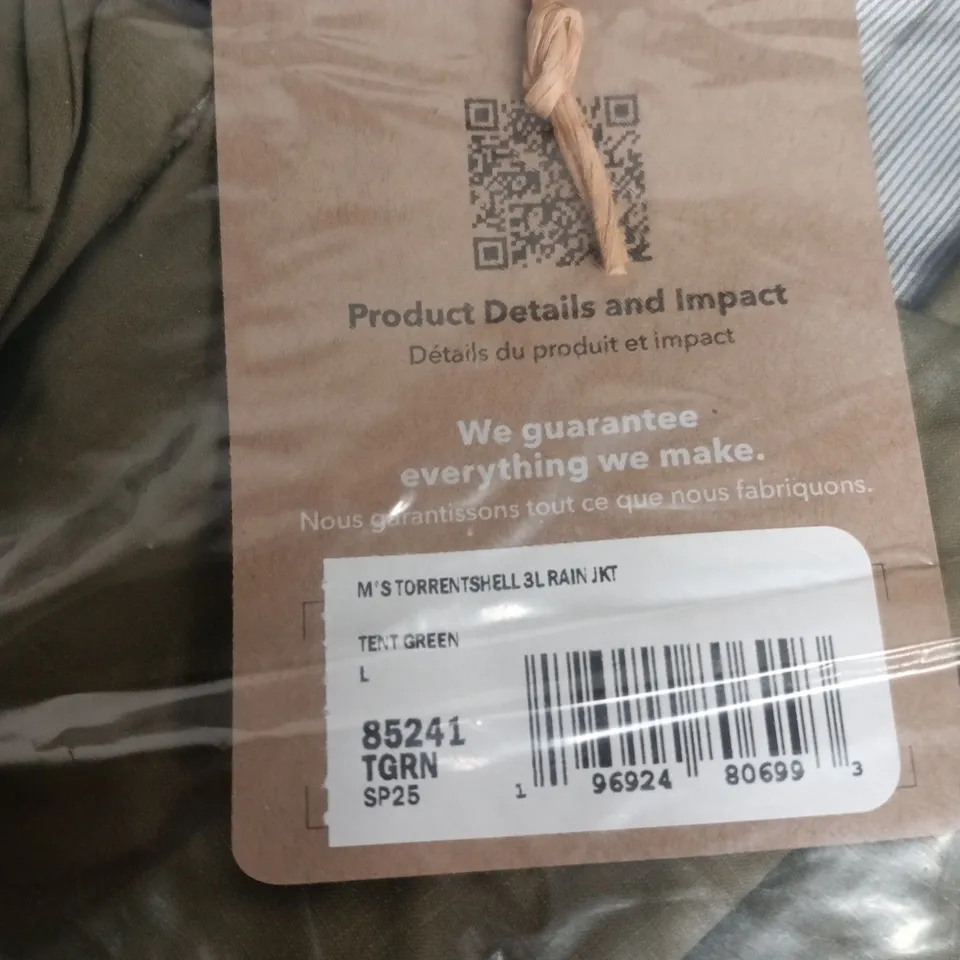 Product Details and Impact
Détails du produit et impact
We guarantee
everything we make.
Nous garantissons tout ce que nous fabriquons.
M'S TORRENTSHELL 3L RAIN JKT
TENT GREEN
L
85241
TGRN
SP25
1 96924 80699 3